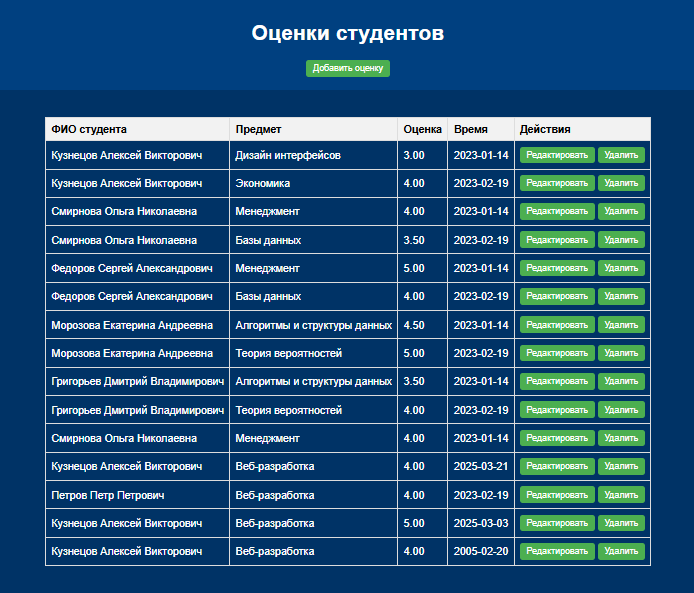 Оценки студентов
Добавить оценку
ФИО студента Предмет Оценка Время Действия
Кузнецов Алексей Викторович Дизайн интерфейсов 3.00 2023-01-14 Редактировать Удалить
Кузнецов Алексей Викторович Экономика 4.00 2023-02-19 Редактировать Удалить
Смирнова Ольга Николаевна Менеджмент 4.00 2023-01-14 Редактировать Удалить
Смирнова Ольга Николаевна Базы данных 3.50 2023-02-19 Редактировать Удалить
Федоров Сергей Александрович Менеджмент 5.00 2023-01-14 Редактировать Удалить
Федоров Сергей Александрович Базы данных 4.00 2023-02-19 Редактировать Удалить
Морозова Екатерина Андреевна Алгоритмы и структуры данных 4.50 2023-01-14 Редактировать Удалить
Морозова Екатерина Андреевна Теория вероятностей 5.00 2023-02-19 Редактировать Удалить
Григорьев Дмитрий Владимирович Алгоритмы и структуры данных 3.50 2023-01-14 Редактировать Удалить
Григорьев Дмитрий Владимирович Теория вероятностей 4.00 2023-02-19 Редактировать Удалить
Смирнова Ольга Николаевна Менеджмент 4.00 2023-01-14 Редактировать Удалить
Кузнецов Алексей Викторович Веб-разработка 4.00 2025-03-21 Редактировать Удалить
Петров Петр Петрович Веб-разработка 4.00 2023-02-19 Редактировать Удалить
Кузнецов Алексей Викторович Веб-разработка 5.00 2025-03-03 Редактировать Удалить
Кузнецов Алексей Викторович Веб-разработка 4.00 2005-02-20 Редактировать Удалить